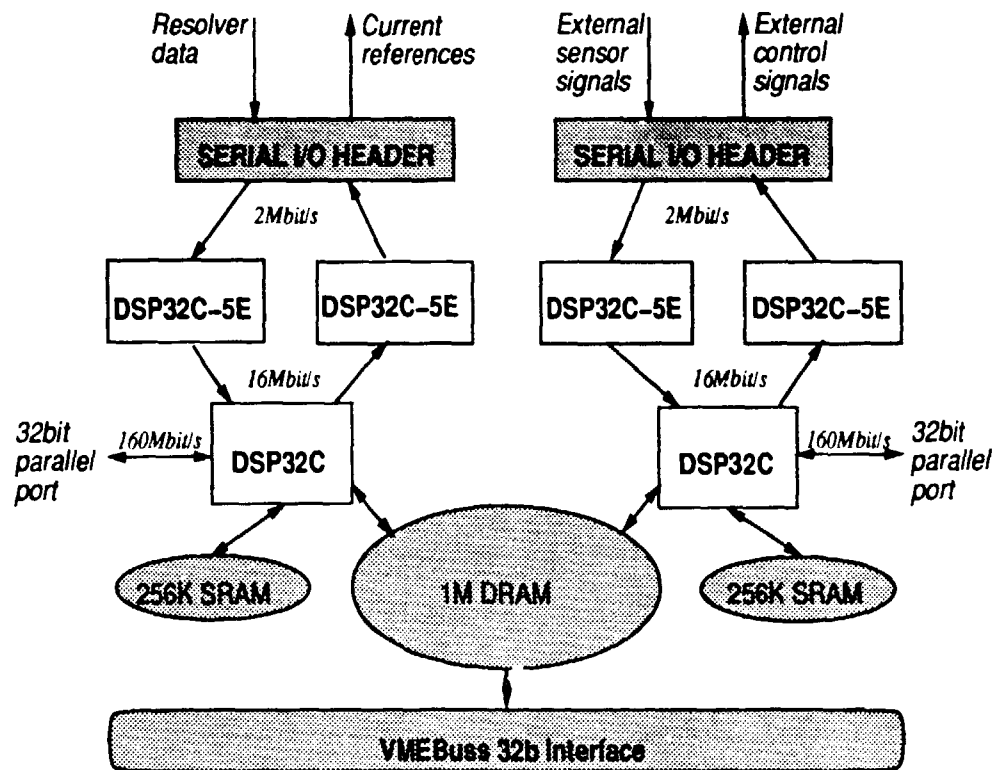 Resolver data
Current references
External sensor signals
External control signals
SERIAL I/O HEADER
SERIAL I/O HEADER
2Mbit/s
2Mbit/s
DSP32C-5E
DSP32C-5E
DSP32C-5E
DSP32C-5E
16Mbit/s
16Mbit/s
32bit parallel port
160Mbit/s
DSP32C
DSP32C
160Mbit/s
32bit parallel port
256K SRAM
1M DRAM
256K SRAM
VMEBuss 32b Interface